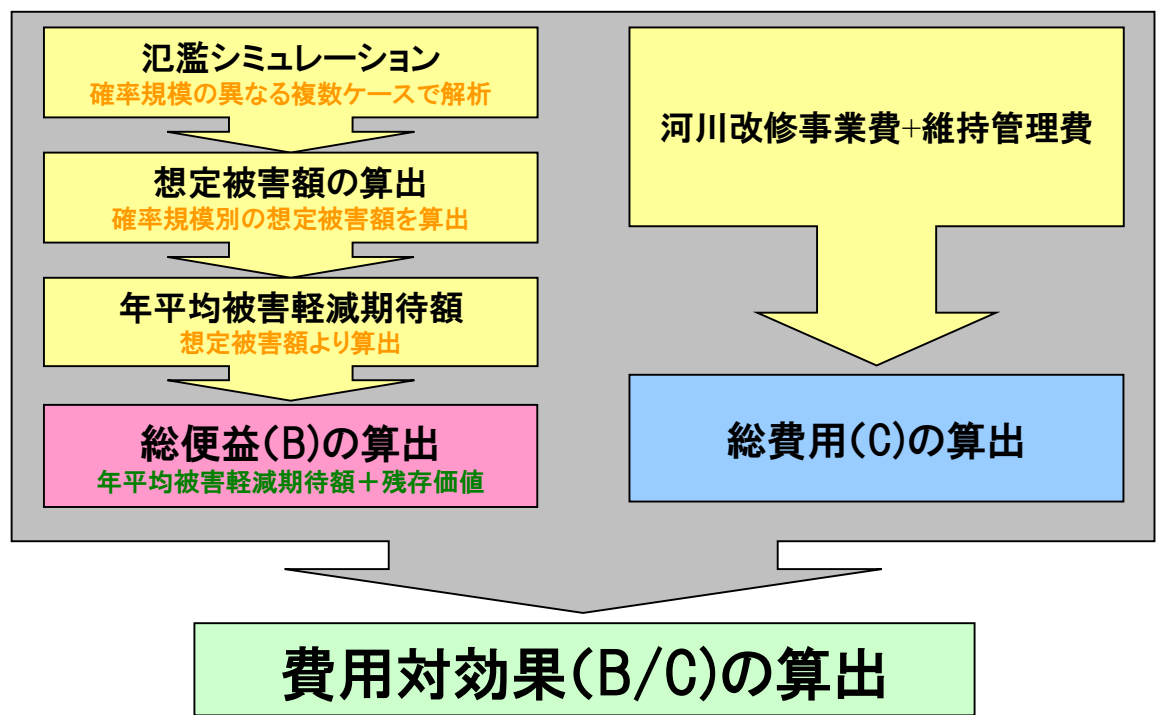 氾濫シミュレーション
確率規模の異なる複数ケースで解析
想定被害額の算出
確率規模別の想定被害額を算出
年平均被害軽減期待額
想定被害額より算出
総便益(B)の算出
年平均被害軽減期待額＋残存価値
河川改修事業費+維持管理費
総費用(C)の算出
費用対効果(B/C)の算出